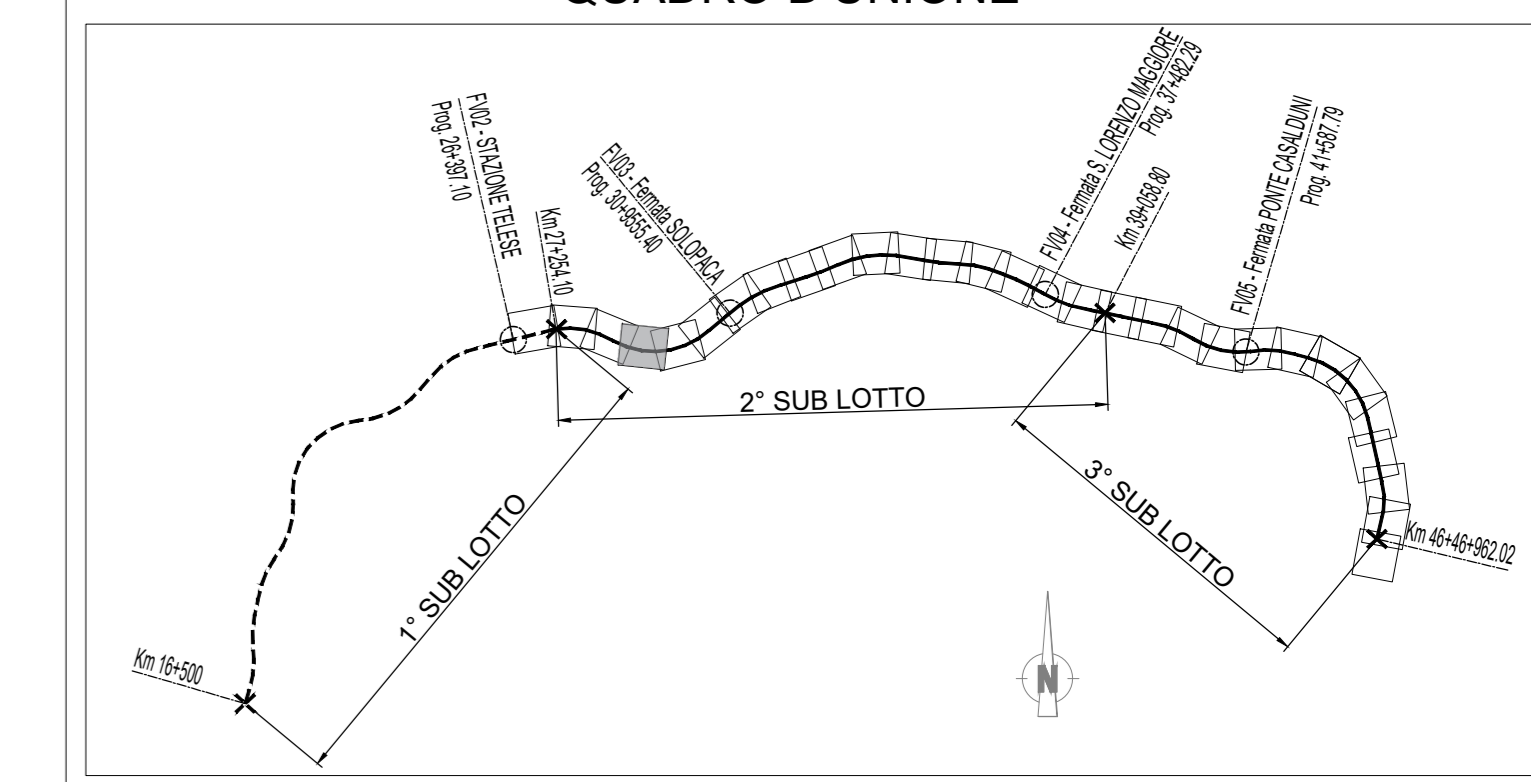 QUADRO D'UNIONE
FV02 - STAZIONE TELESE
Prog. 26+397.10
Km 27+254.10
FV03 - Fermata SOLOPACA
Prog. 30+9555.40
FV04 - Fermata S. LORENZO MAGGIORE
Prog. 37+482.29
Km 39+058.80
FV05 - Fermata PONTE CASALDUNI
Prog. 41+587.79
2° SUB LOTTO
1° SUB LOTTO
3° SUB LOTTO
Km 46+46+962.02
Km 16+500
N